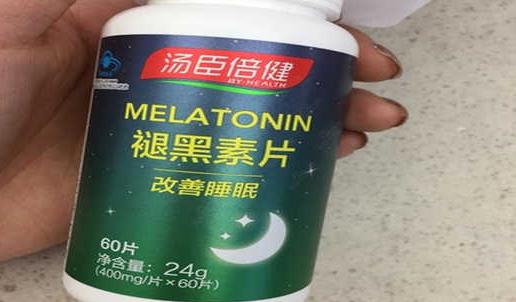 汤臣倍健
BY-HEALTH
MELATONIN
褪黑素片
改善睡眠
60片
净含量：24g
(400mg/片×60片)